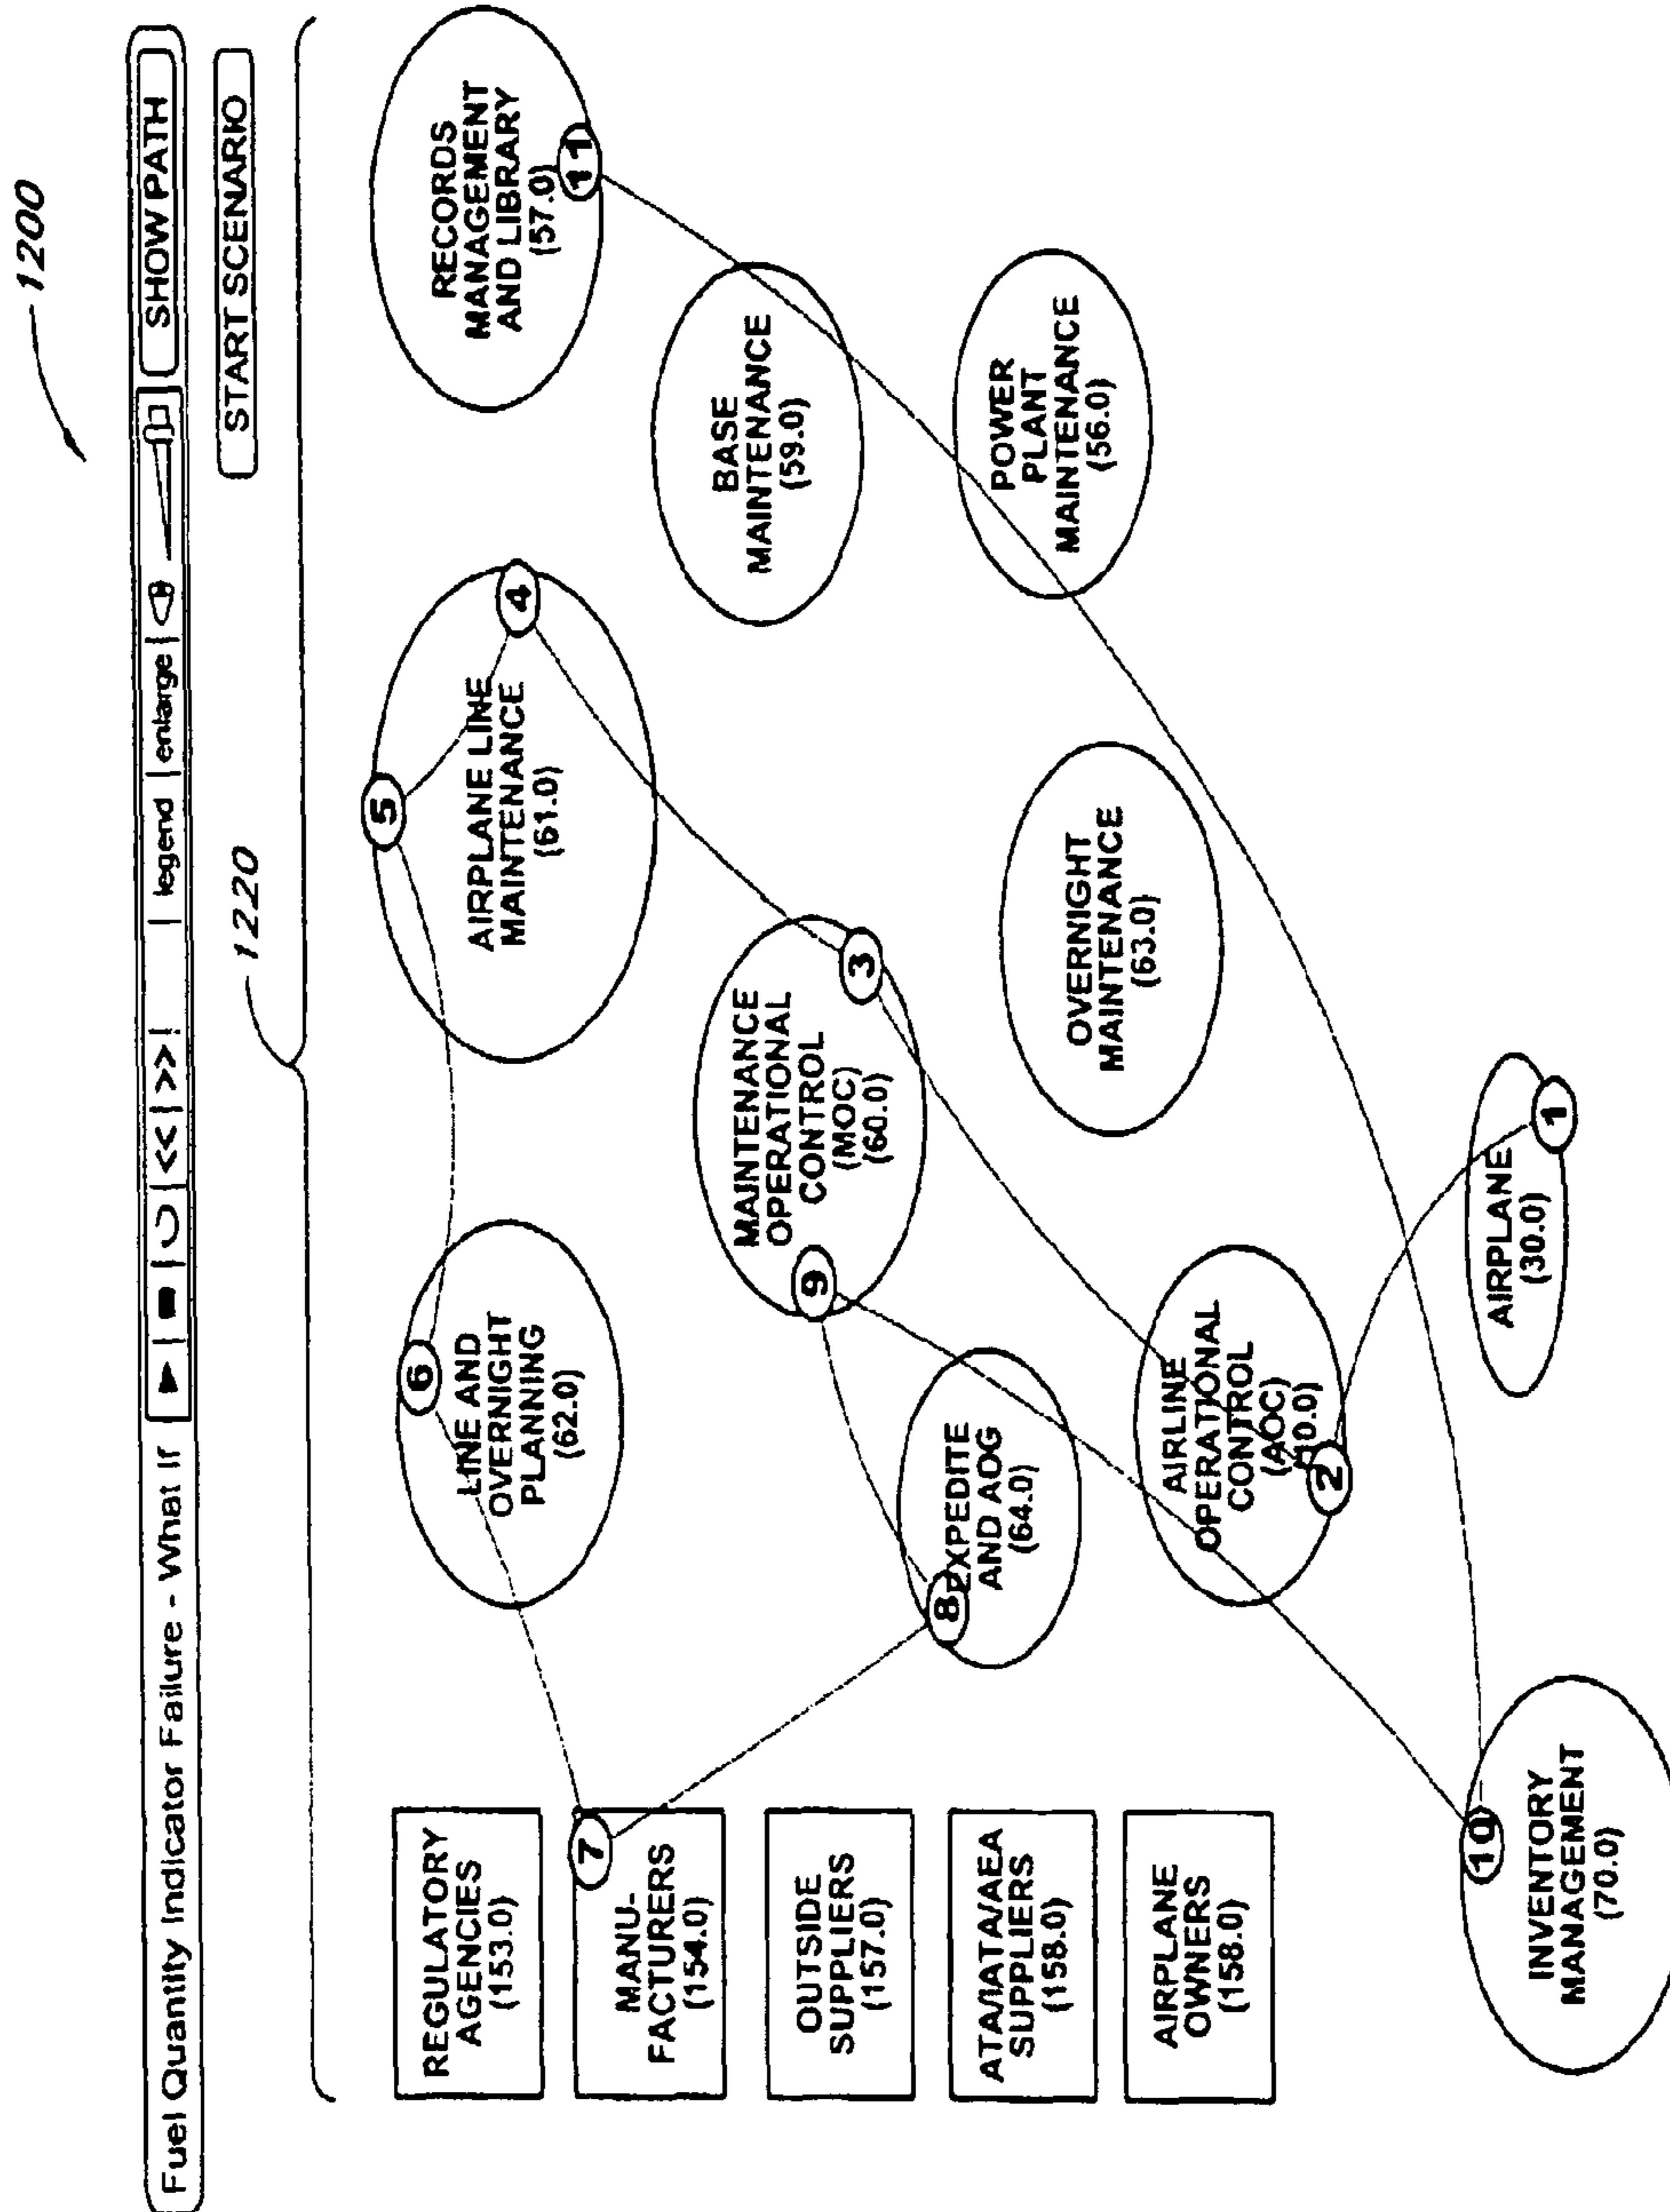 1200
Fuel Quantity Indicator Failure - What If
<< | >>
legend
enlarge
SHOW PATH
START SCENARIO
1220
REGULATORY
AGENCIES
(153.0)
7
MANU-
FACTURERS
(154.0)
OUTSIDE
SUPPLIERS
(157.0)
ATA/IATA/AEA
SUPPLIERS
(158.0)
AIRPLANE
OWNERS
(158.0)
6
LINE AND
OVERNIGHT
PLANNING
(62.0)
5
4
AIRPLANE LINE
MAINTENANCE
(61.0)
RECORDS
MANAGEMENT
AND LIBRARY
(57.0)
11
MAINTENANCE
OPERATIONAL
CONTROL
(MOC)
(60.0)
9
3
BASE
MAINTENANCE
(59.0)
8
EXPEDITE
AND AOG
(64.0)
OVERNIGHT
MAINTENANCE
(63.0)
POWER
PLANT
MAINTENANCE
(56.0)
AIRLINE
OPERATIONAL
CONTROL
(AOC)
2
AIRPLANE
(30.0)
1
10
INVENTORY
MANAGEMENT
(70.0)